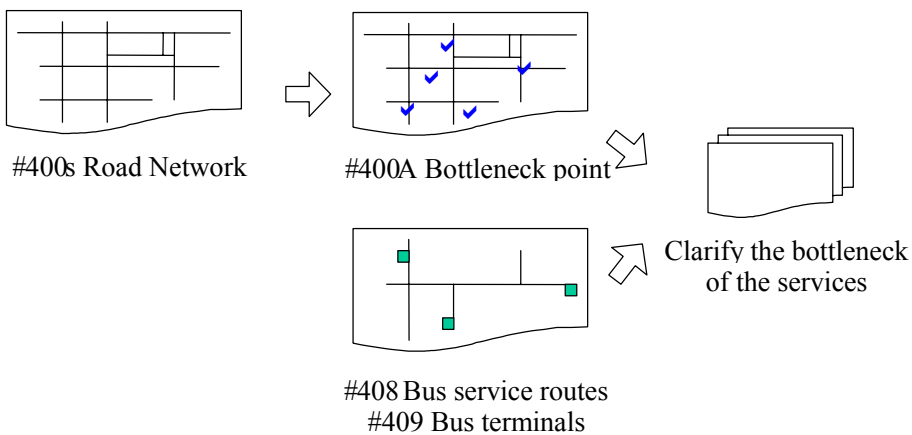 #400s Road Network
#400A Bottleneck point
Clarify the bottleneck
of the services
#408 Bus service routes
#409 Bus terminals